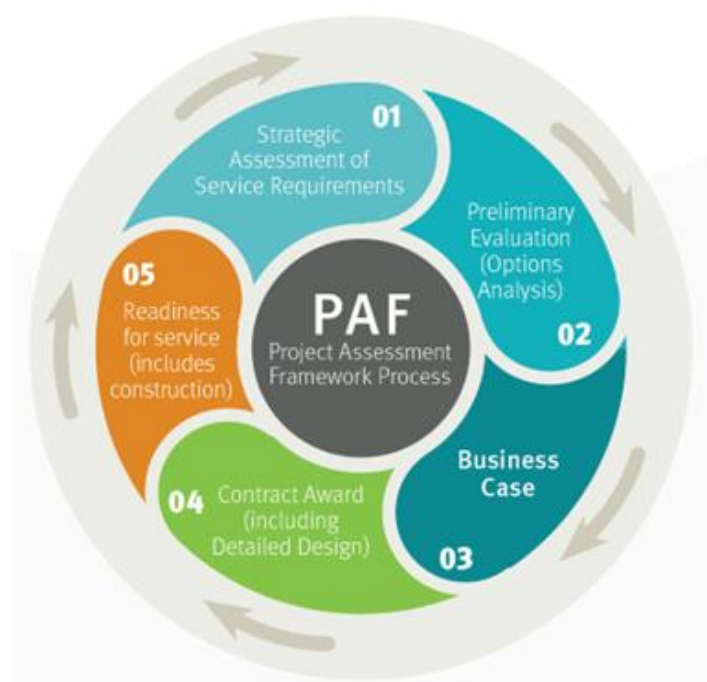 01
Strategic
Assessment of
Service Requirements
Preliminary
Evaluation
(Options
Analysis)
02
Business
Case
03
04
Contract Award
(including
Detailed Design)
05
Readiness
for service
(includes
construction)
PAF
Project Assessment
Framework Process